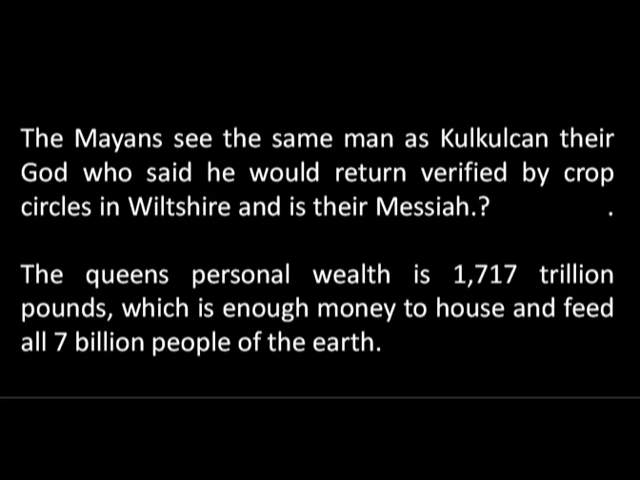 The Mayans see the same man as Kulkulcan their
God who said he would return verified by crop
circles in Wiltshire and is their Messiah.? .
The queens personal wealth is 1,717 trillion
pounds, which is enough money to house and feed
all 7 billion people of the earth.